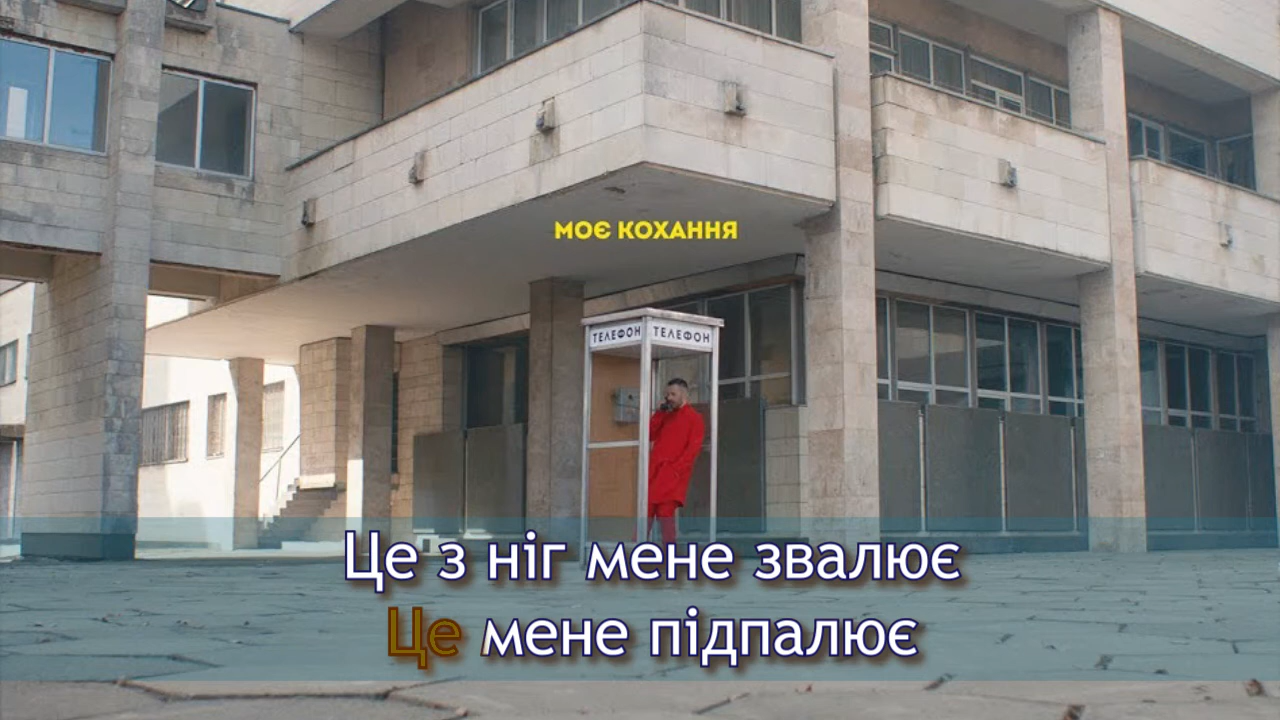 МОЄ КОХАННЯ
ТЕЛЕФОН ТЕЛЕФОН
Це з ніг мене звалює
Це мене підпалює